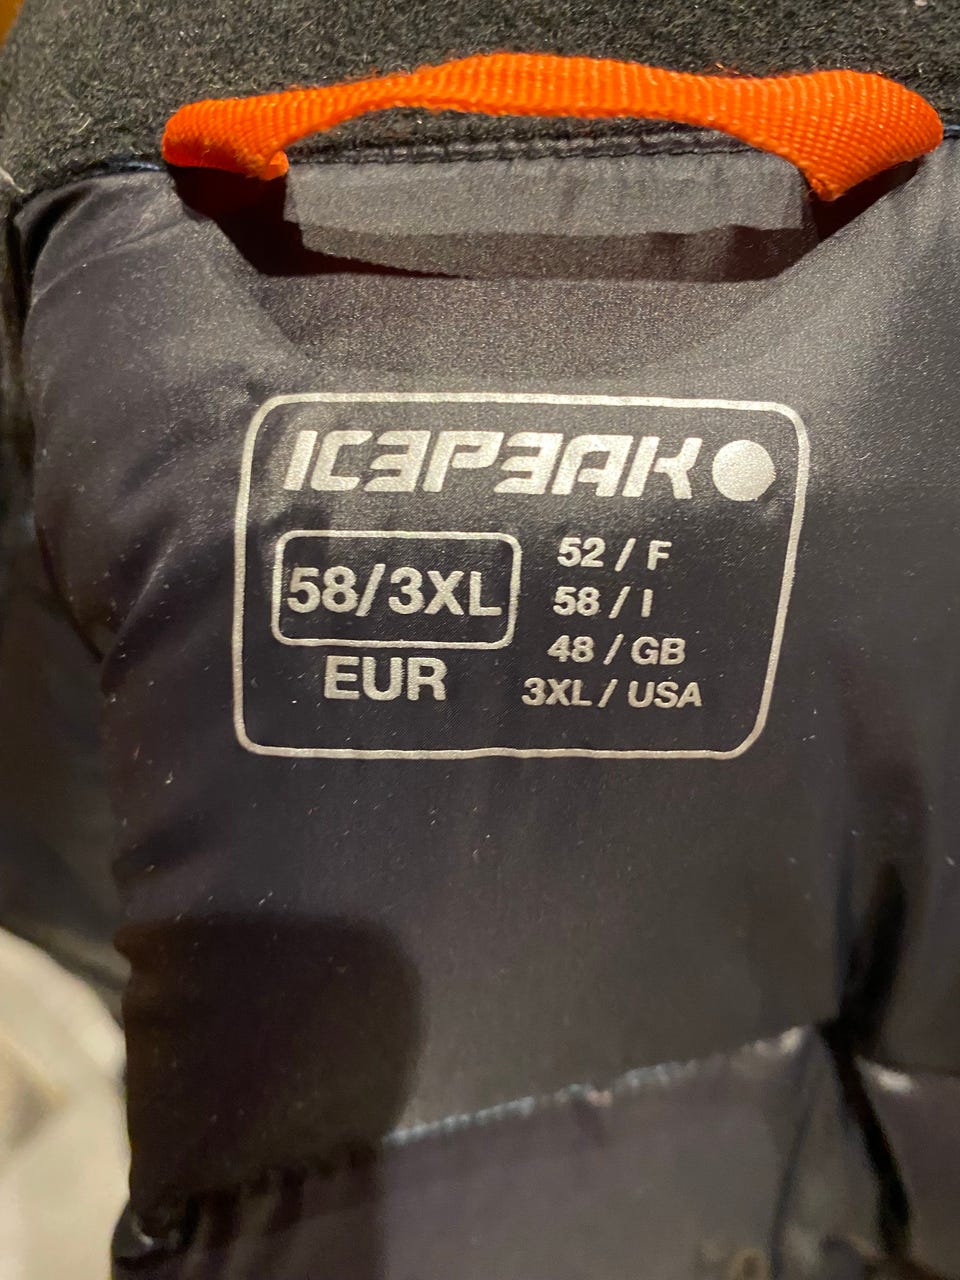 ICEPEAK
58/3XL
EUR
52 / F
58 / I
48 / GB
3XL / USA